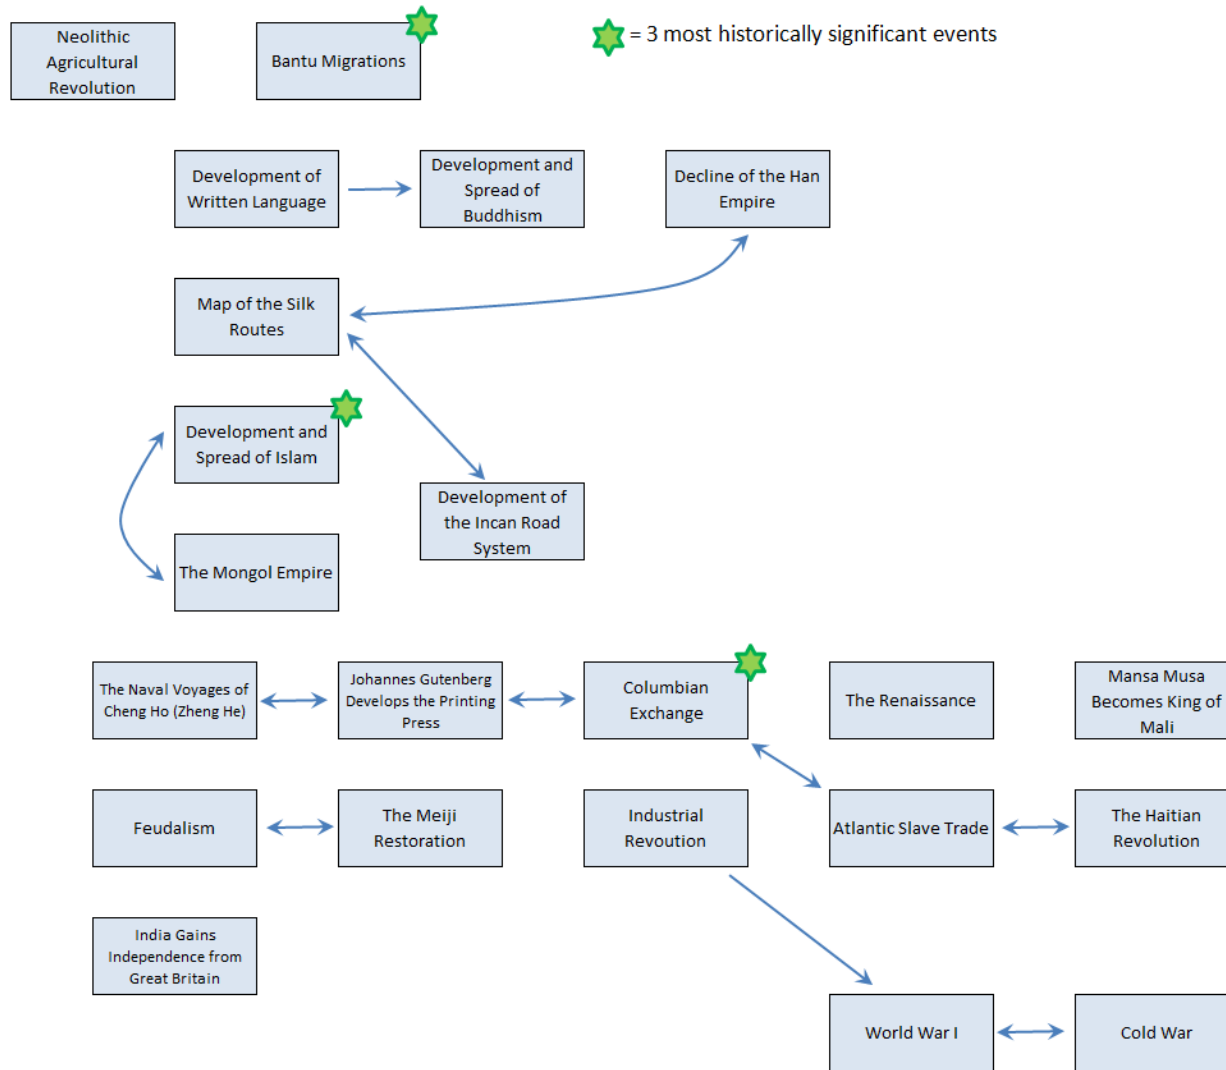 Neolithic
Agricultural
Revolution
Bantu Migrations
= 3 most historically significant events
Development of
Written Language
Development and
Spread of
Buddhism
Decline of the Han
Empire
Map of the Silk
Routes
Development and
Spread of Islam
Development of
the Incan Road
System
The Mongol Empire
The Naval Voyages of
Cheng Ho (Zheng He)
Johannes Gutenberg
Develops the Printing
Press
Columbian
Exchange
The Renaissance
Mansa Musa
Becomes King of
Mali
Feudalism
The Meiji
Restoration
Industrial
Revoution
Atlantic Slave Trade
The Haitian
Revolution
India Gains
Independence from
Great Britain
World War I
Cold War